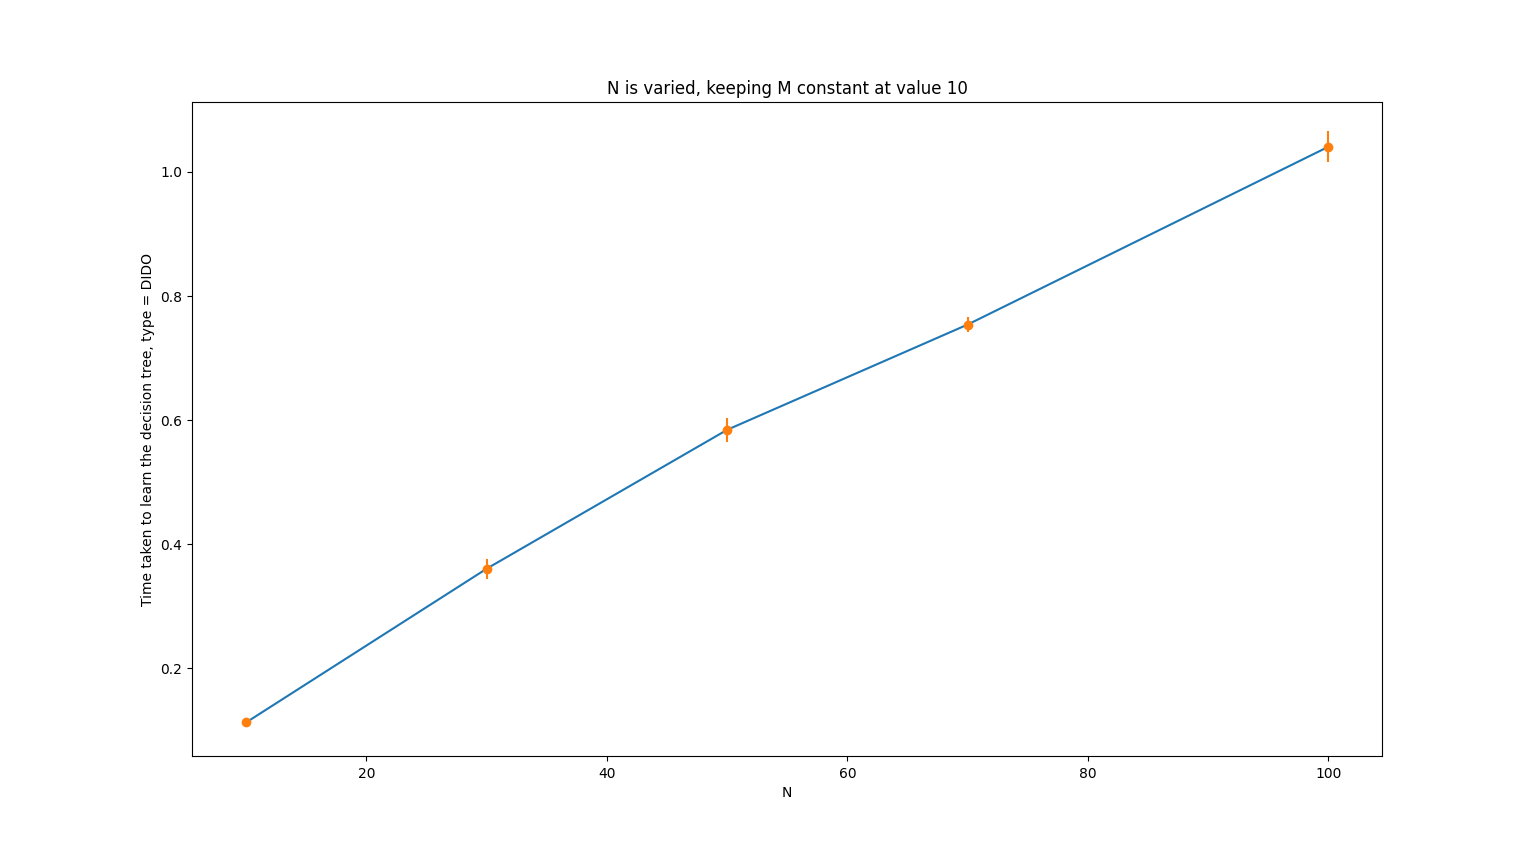 N is varied, keeping M constant at value 10
Time taken to learn the decision tree, type = DIDO
1.0
0.8
0.6
0.4
0.2
20 40 60 80 100
N